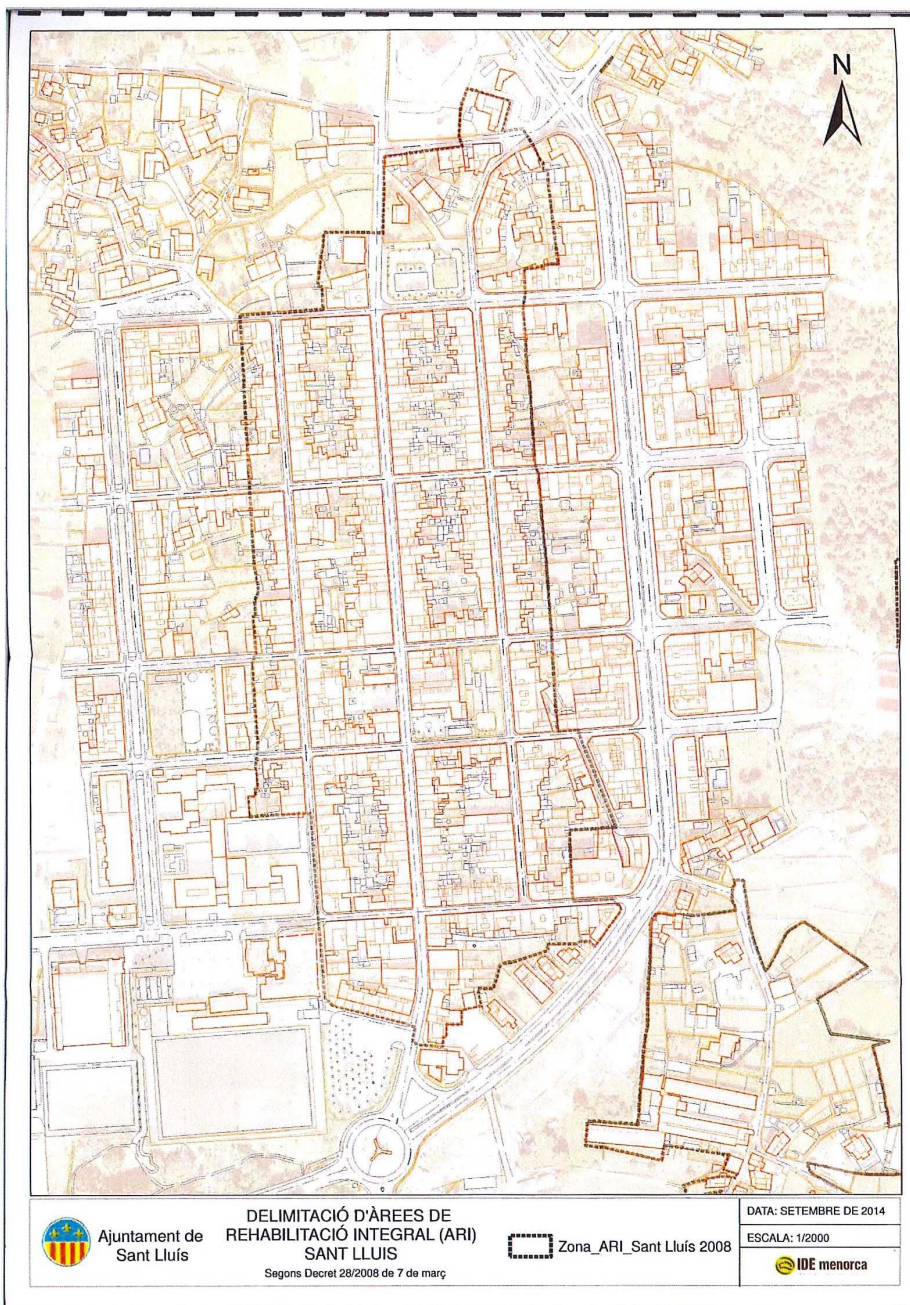 N
Ajuntament de
Sant Lluís
DELIMITACIÓ D'ÀREES DE
REHABILITACIÓ INTEGRAL (ARI)
SANT LLUIS
Segons Decret 28/2008 de 7 de març
Zona_ARI_Sant Lluís 2008
DATA: SETEMBRE DE 2014
ESCALA: 1/2000
IDE menorca